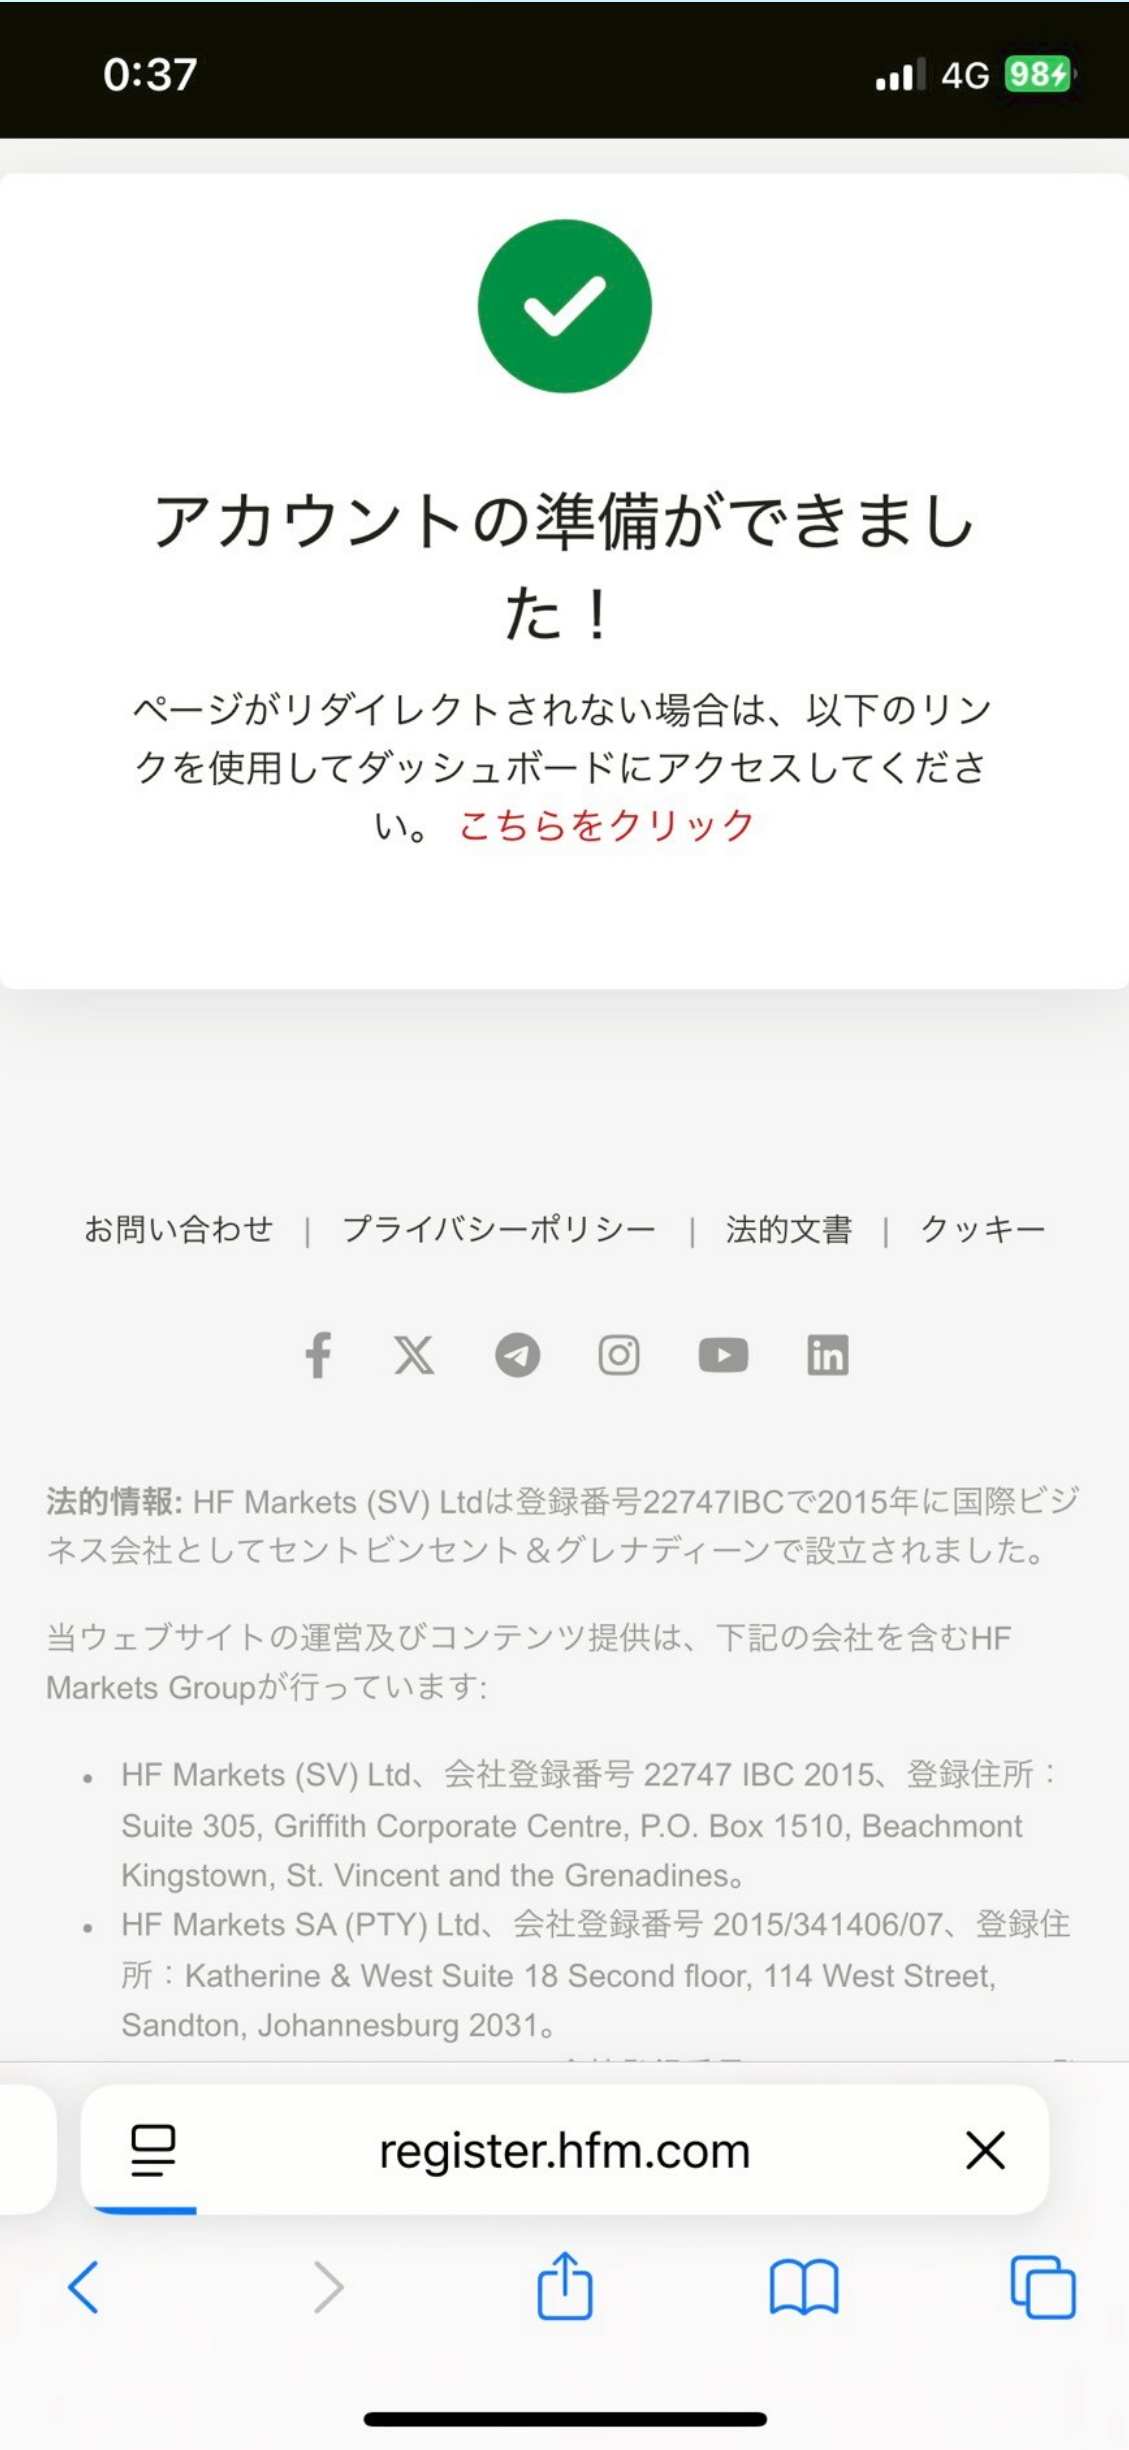 0:37
4G 98
アカウントの準備ができまし
た！
ページがリダイレクトされない場合は、以下のリン
クを使用してダッシュボードにアクセスしてくださ
い。 こちらをクリック
お問い合わせ | プライバシーポリシー | 法的文書 | クッキー
法的情報: HF Markets (SV) Ltdは登録番号22747IBCで2015年に国際ビジ
ネス会社としてセントビンセント＆グレナディーンで設立されました。
当ウェブサイトの運営及びコンテンツ提供は、下記の会社を含むHF
Markets Groupが行っています:
• HF Markets (SV) Ltd、会社登録番号 22747 IBC 2015、登録住所：
Suite 305, Griffith Corporate Centre, P.O. Box 1510, Beachmont
Kingstown, St. Vincent and the Grenadines。
• HF Markets SA (PTY) Ltd、会社登録番号 2015/341406/07、登録住
所：Katherine & West Suite 18 Second floor, 114 West Street,
Sandton, Johannesburg 2031。
register.hfm.com